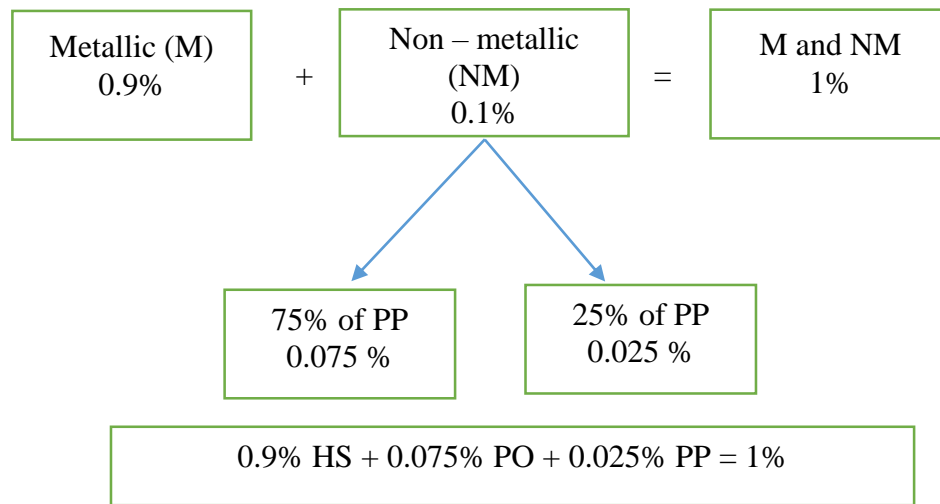 Metallic (M)
0.9%
+
Non – metallic
(NM)
0.1%
=
M and NM
1%
75% of PP
0.075 %
25% of PP
0.025 %
0.9% HS + 0.075% PO + 0.025% PP = 1%